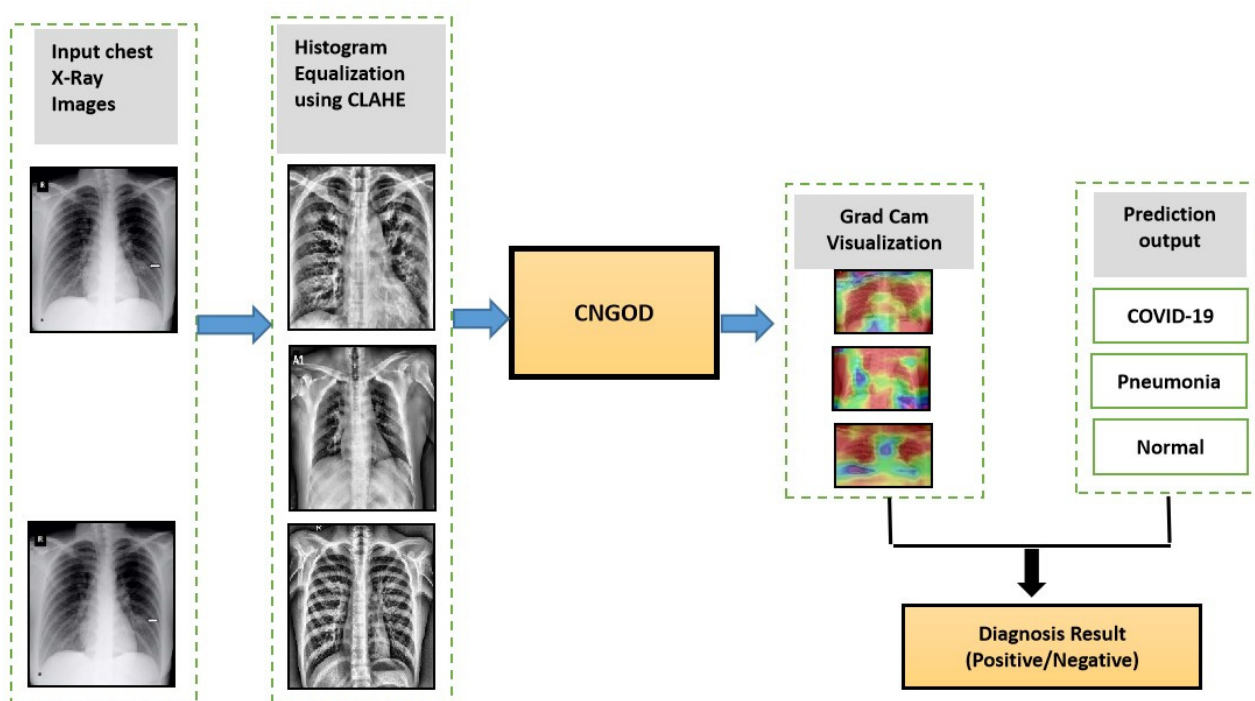 Input chest
X-Ray
Images
R
R
Histogram
Equalization
using CLAHE
A1
R
CNGOD
Grad Cam
Visualization
Prediction
output
COVID-19
Pneumonia
Normal
Diagnosis Result
(Positive/Negative)